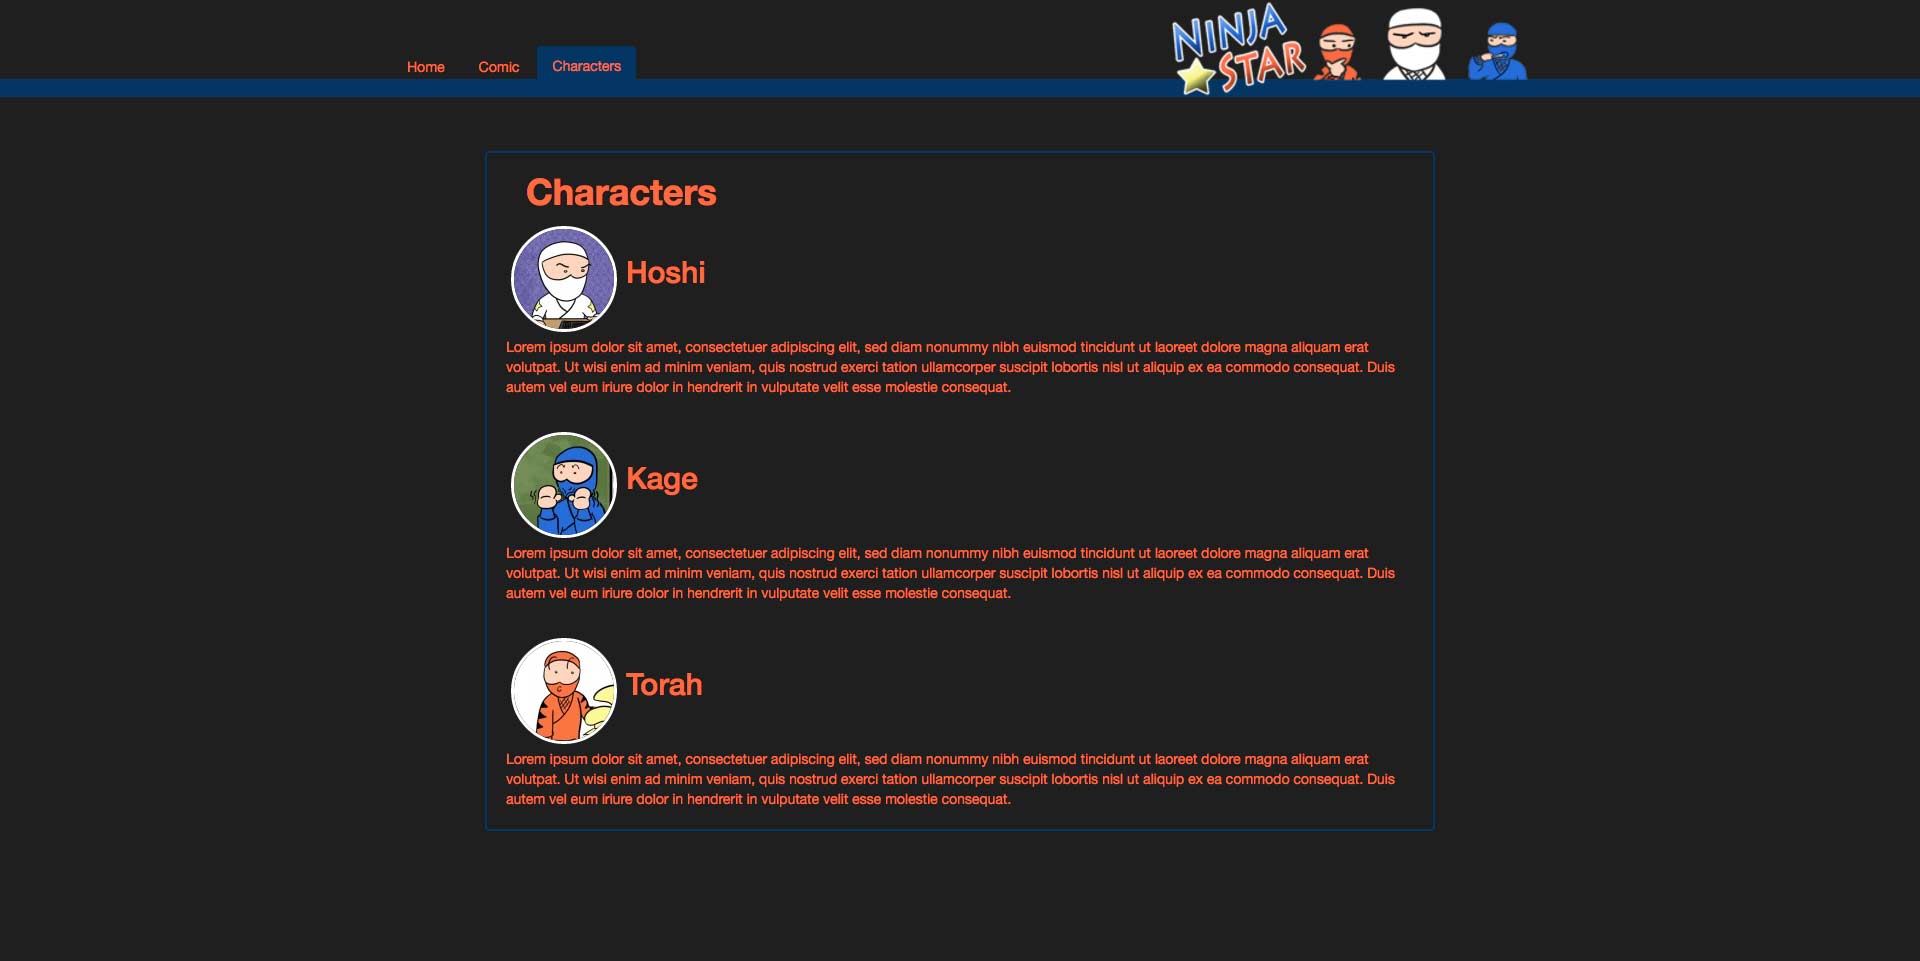 Home Comic Characters
NINJA
STAR
Characters
Hoshi
Lorem ipsum dolor sit amet, consectetuer adipiscing elit, sed diam nonummy nibh euismod tincidunt ut laoreet dolore magna aliquam erat
volutpat. Ut wisi enim ad minim veniam, quis nostrud exerci tation ullamcorper suscipit lobortis nisl ut aliquip ex ea commodo consequat. Duis
autem vel eum iriure dolor in hendrerit in vulputate velit esse molestie consequat.
Kage
Lorem ipsum dolor sit amet, consectetuer adipiscing elit, sed diam nonummy nibh euismod tincidunt ut laoreet dolore magna aliquam erat
volutpat. Ut wisi enim ad minim veniam, quis nostrud exerci tation ullamcorper suscipit lobortis nisl ut aliquip ex ea commodo consequat. Duis
autem vel eum iriure dolor in hendrerit in vulputate velit esse molestie consequat.
Torah
Lorem ipsum dolor sit amet, consectetuer adipiscing elit, sed diam nonummy nibh euismod tincidunt ut laoreet dolore magna aliquam erat
volutpat. Ut wisi enim ad minim veniam, quis nostrud exerci tation ullamcorper suscipit lobortis nisl ut aliquip ex ea commodo consequat. Duis
autem vel eum iriure dolor in hendrerit in vulputate velit esse molestie consequat.